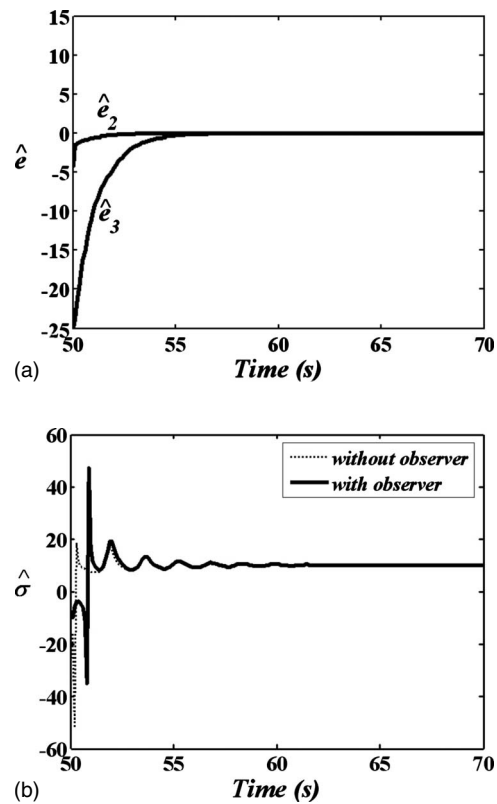 15
10
5
0
-5
-10
-15
-20
-25
ê
ê2
ê3
50 55 60 65 70
(a) Time (s)
60
40
20
0
-20
-40
-60
σ̂
without observer
with observer
50 55 60 65 70
(b) Time (s)